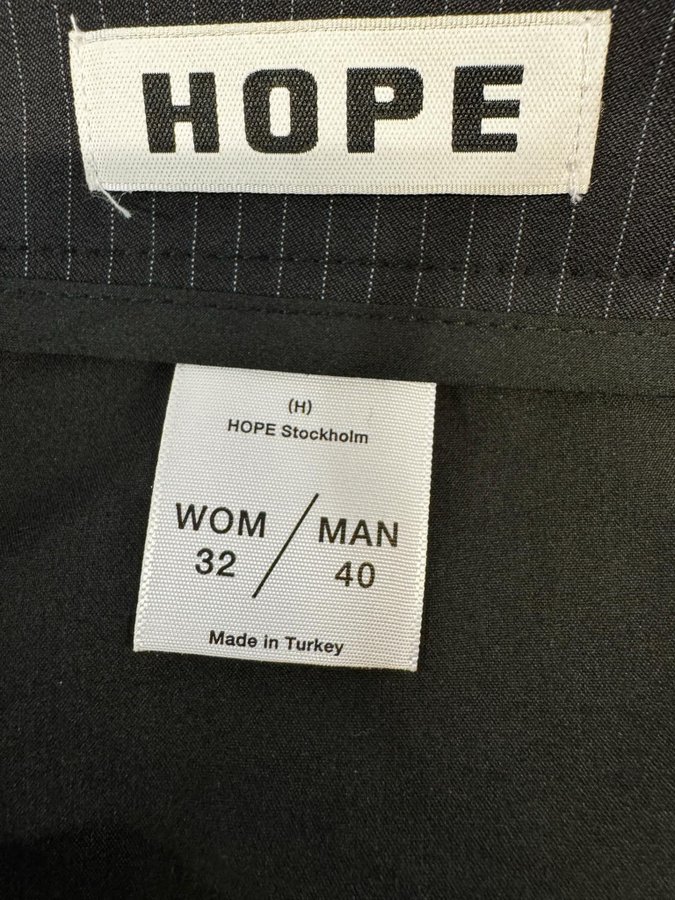 HOPE
(H)
HOPE Stockholm
WOM / MAN
32 40
Made in Turkey